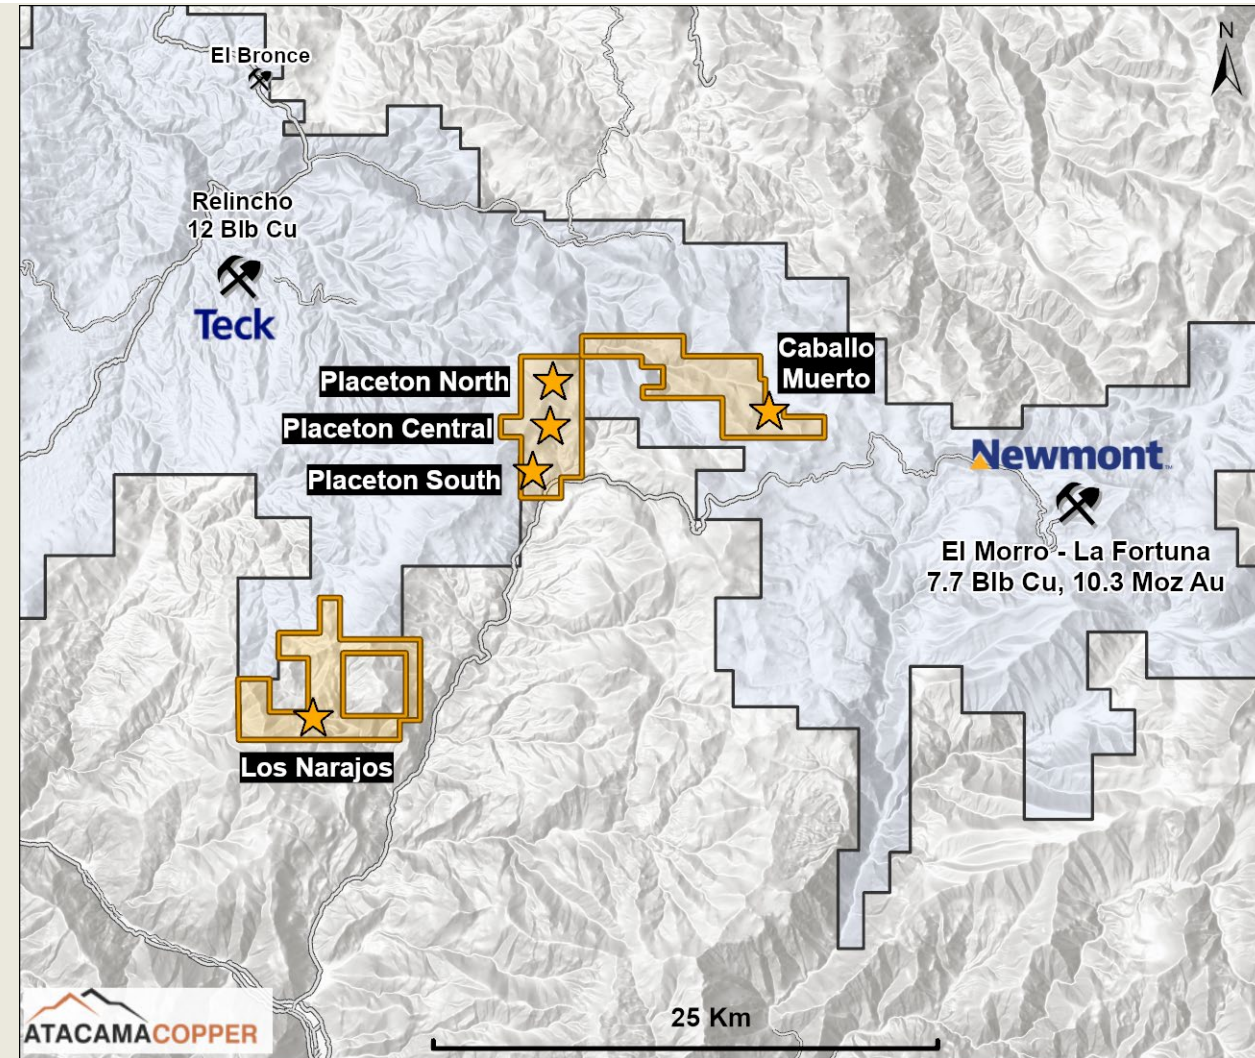 N
El Bronce
Relincho
12 Blb Cu
Teck
Caballo
Muerto
Placeton North
Placeton Central
Placeton South
Newmont™
El Morro - La Fortuna
7.7 Blb Cu, 10.3 Moz Au
Los Narajos
25 Km
ATACAMACOPPER